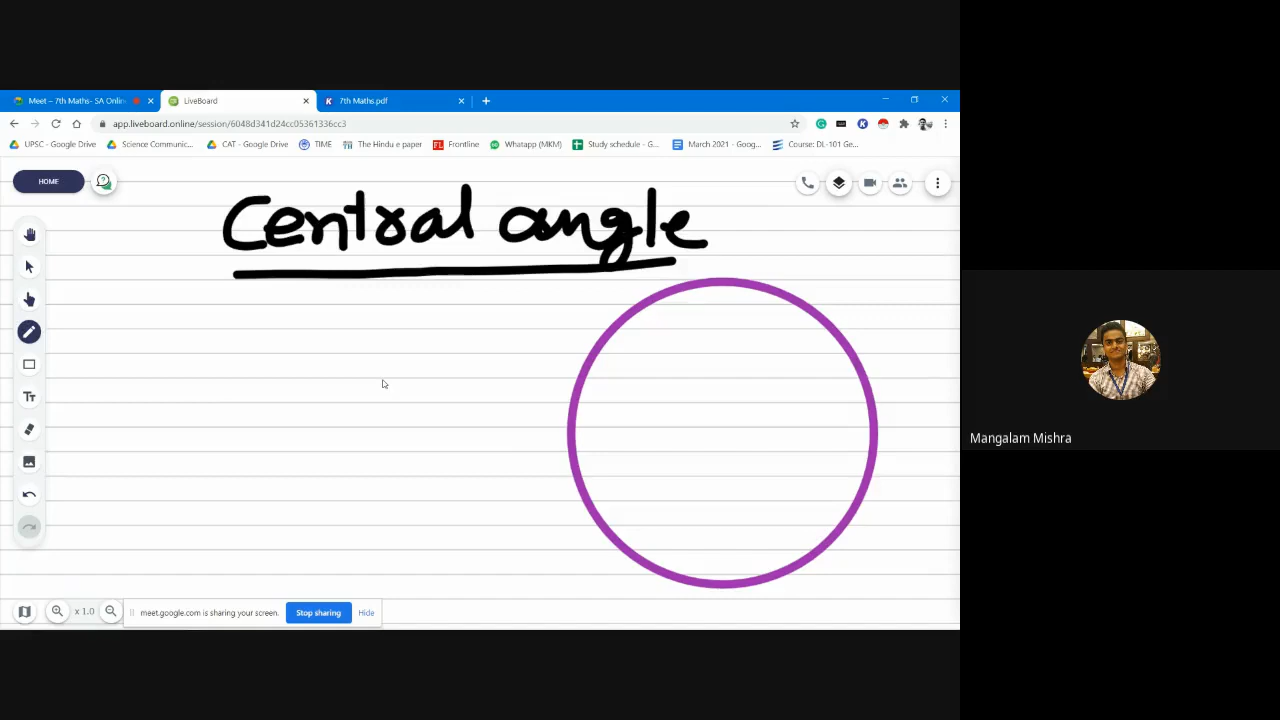 Meet – 7th Maths- SA Onlin
LiveBoard
7th Maths.pdf
app.liveboard.online/session/6048d341d24cc05361336cc3
UPSC - Google Drive
Science Communic...
CAT - Google Drive
TIME
The Hindu e paper
FL Frontline
Whatapp (MKM)
Study schedule - G...
March 2021 - Goog...
Course: DL-101 Ge...
HOME
Central angle
Tт
x 1.0
meet.google.com is sharing your screen.
Stop sharing
Hide
Mangalam Mishra